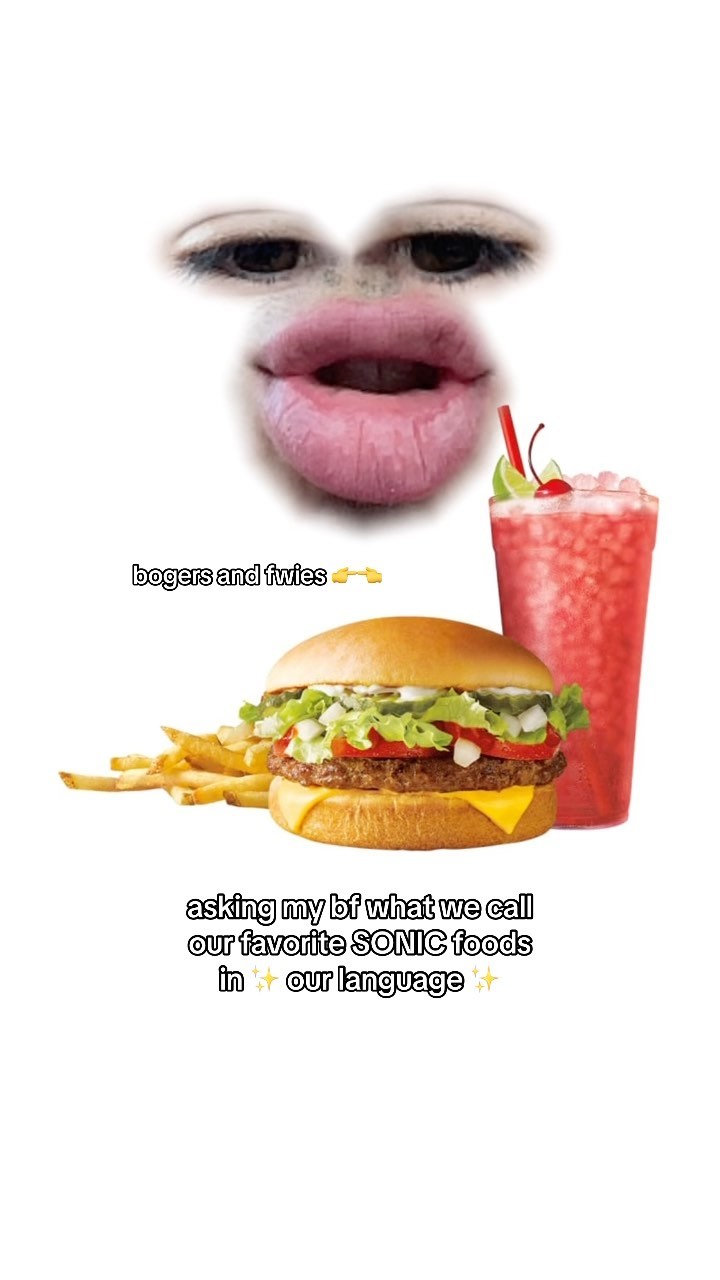 bogers and fwies 👉👈
asking my bf what we call
our favorite SONIC foods
in ✨ our language ✨